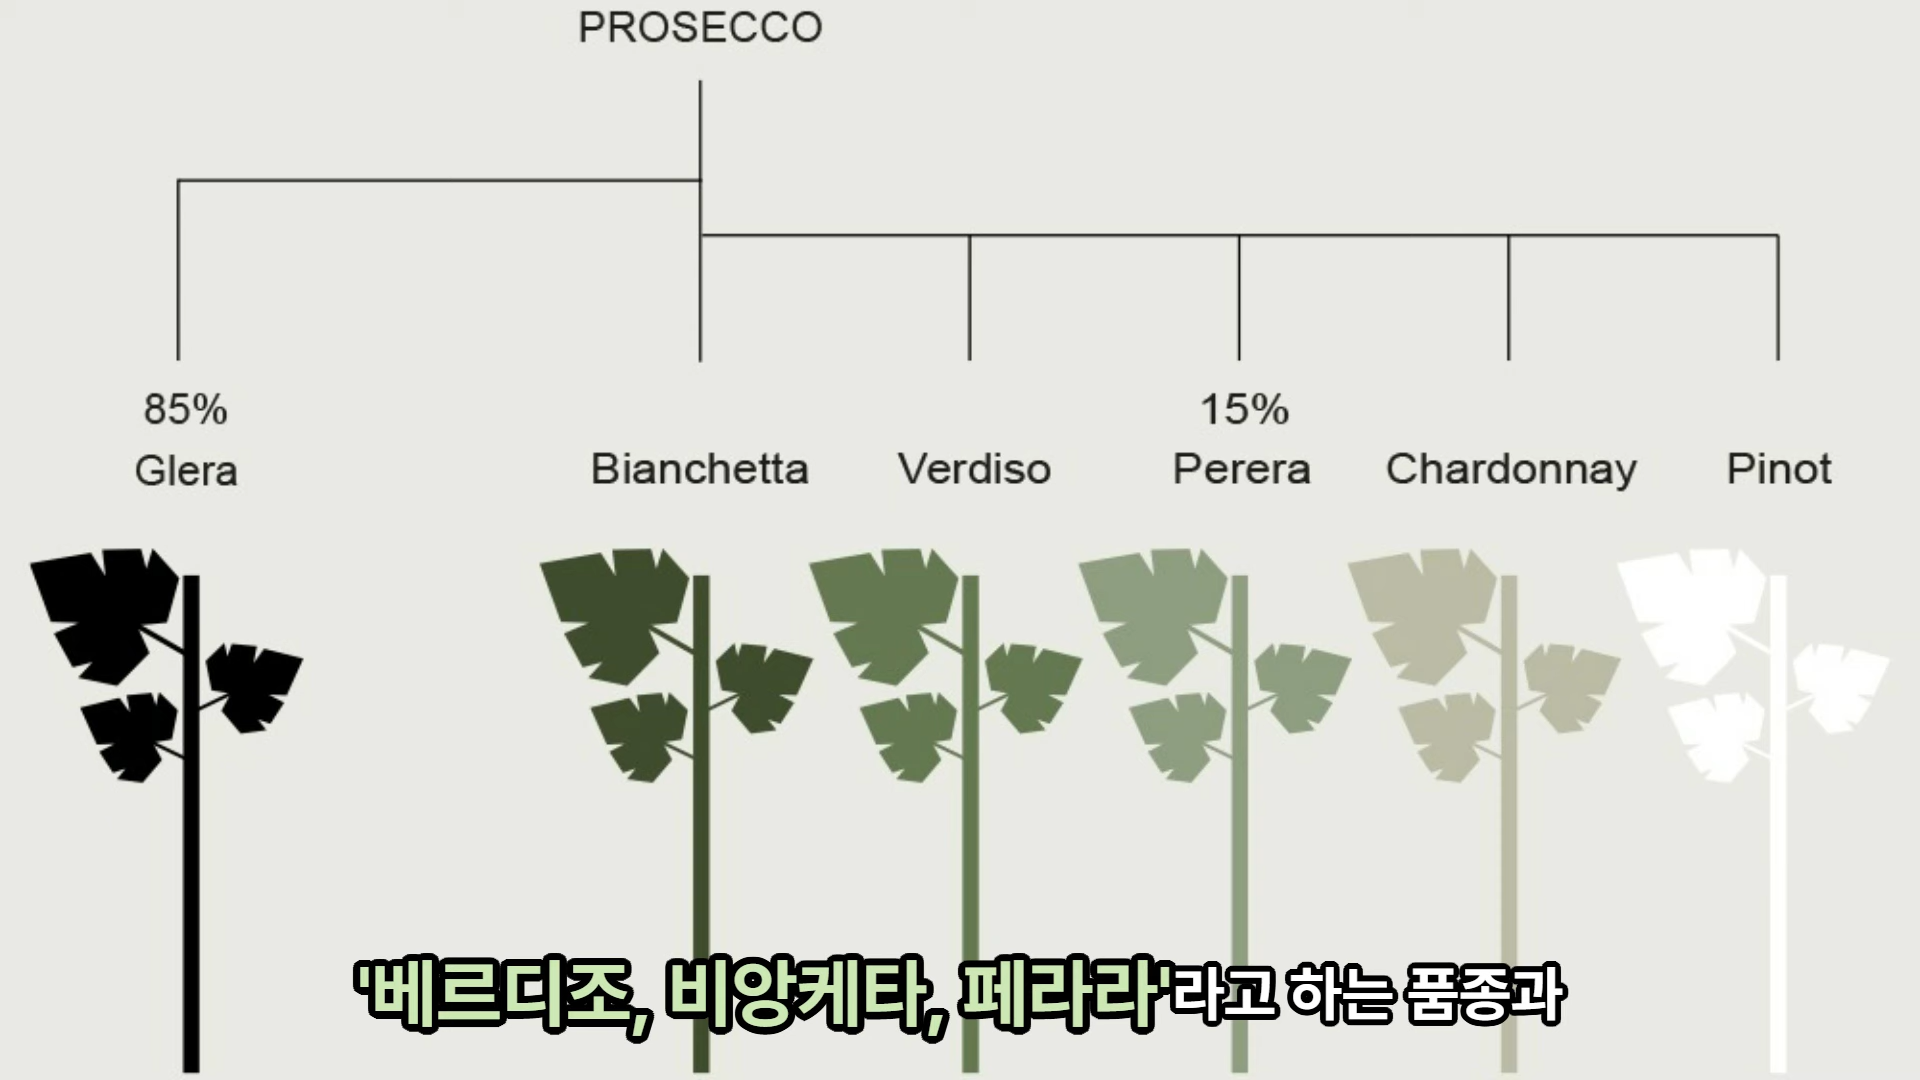 PROSECCO
85%
Glera
15%
Bianchetta Verdiso Perera Chardonnay Pinot
'베르디조, 비앙케타, 페라라'라고 하는 품종과